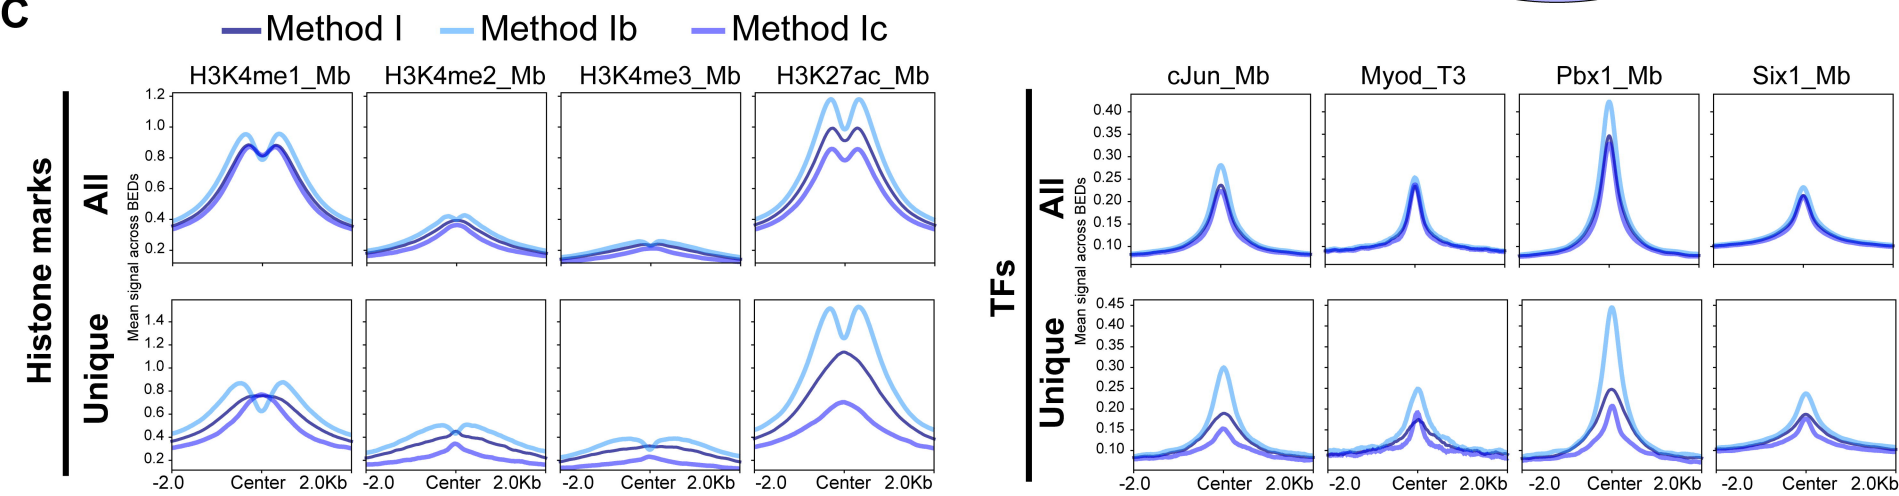 C
Method I Method Ib Method Ic
H3K4me1_Mb H3K4me2_Mb H3K4me3_Mb H3K27ac_Mb
Histone marks
All
Unique
Mean signal across BEDs
1.2
1.0
0.8
0.6
0.4
0.2
1.4
1.2
1.0
0.8
0.6
0.4
0.2
-2.0 Center 2.0Kb -2.0 Center 2.0Kb -2.0 Center 2.0Kb -2.0 Center 2.0Kb
cJun_Mb Myod_T3 Pbx1_Mb Six1_Mb
TFs
All
Unique
Mean signal across BEDs
0.40
0.35
0.30
0.25
0.20
0.15
0.10
0.45
0.40
0.35
0.30
0.25
0.20
0.15
0.10
-2.0 Center 2.0Kb -2.0 Center 2.0Kb -2.0 Center 2.0Kb -2.0 Center 2.0Kb